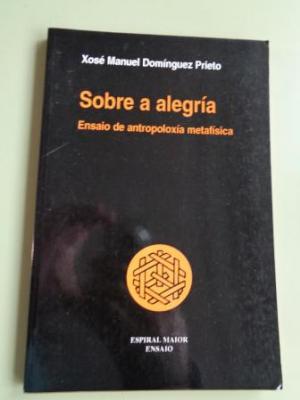 Xosé Manuel Domínguez Prieto
Sobre a alegría
Ensaio de antropoloxía metafísica
ESPIRAL MAIOR
ENSAIO